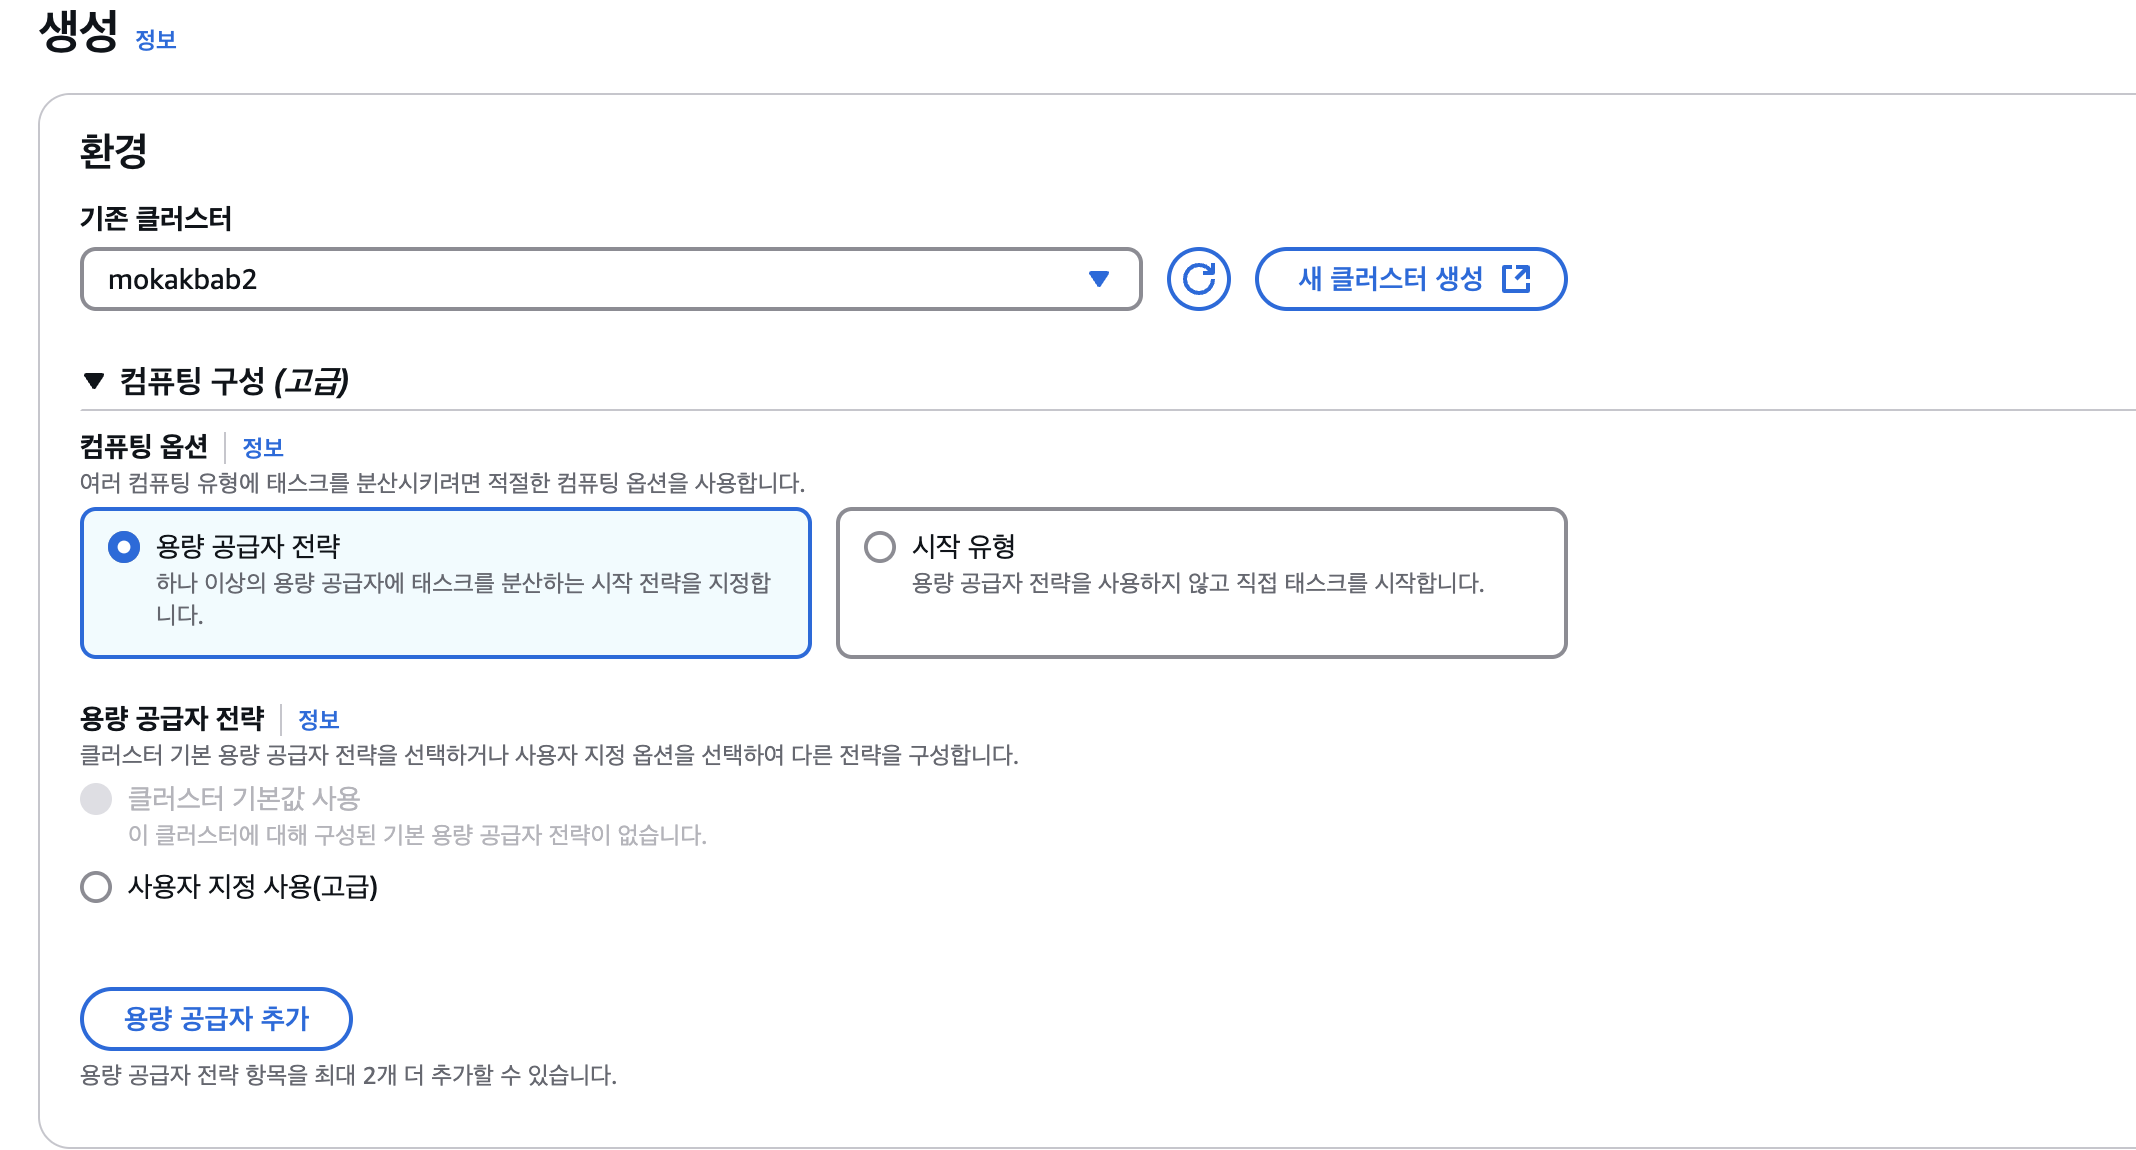 생성 정보
환경
기존 클러스터
mokakbab2
새 클러스터 생성
컴퓨팅 구성 (고급)
컴퓨팅 옵션 정보
여러 컴퓨팅 유형에 태스크를 분산시키려면 적절한 컴퓨팅 옵션을 사용합니다.
용량 공급자 전략
하나 이상의 용량 공급자에 태스크를 분산하는 시작 전략을 지정합
니다.
시작 유형
용량 공급자 전략을 사용하지 않고 직접 태스크를 시작합니다.
용량 공급자 전략 정보
클러스터 기본 용량 공급자 전략을 선택하거나 사용자 지정 옵션을 선택하여 다른 전략을 구성합니다.
클러스터 기본값 사용
이 클러스터에 대해 구성된 기본 용량 공급자 전략이 없습니다.
사용자 지정 사용(고급)
용량 공급자 추가
용량 공급자 전략 항목을 최대 2개 더 추가할 수 있습니다.